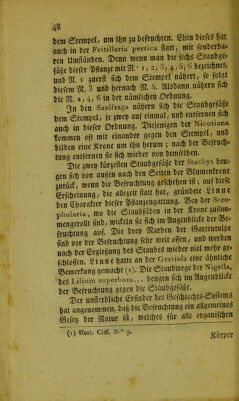 48
dem Stempel, um ihn zu befruchten. Eben dieses hat
auch in der Fritillaria persica statt, mit sonderba-
ren Umständen. Denn wenn man die sechs Staubge-
fäße dieser Pflanze mit N. 1, 2, 3, 4, 5, 6 bezeichnet,
und N. 1 zuerst sich dem Stempel nähert, so folgt
diesem N. 3 und hernach N. 5. Alsdann nähern sich
die N. 2, 4, 6 in der nämlichen Ordnung.
In den Saxifraga nähern sich die Staubgefäße
dem Stempel, je zwey auf einmal, und entfernen sich
auch in dieser Ordnung. Diejenigen der Nicotiana
kommen oft mit einander gegen den Stempel, und
bilden eine Krone um ihn herum; nach der Befruch-
tung entfernen sie sich wieder von demselben.
Die zwey kürzesten Staubgefäße der Stachys beu-
gen sich von außen nach den Seiten der Blumenkrone
zurück, wenn die Befruchtung geschehen ist; auf diese
Erscheinung, die alezeit statt hat, gründete Linne
den Charakter dieser Pflanzengattung. Bey der Scro-
phularia, wo die Staubfäden in der Krone zusam-
mengerollt sind, wickeln sie sich im Augenblicke der Be-
fruchtung auf. Die drey Narben der Gartentulpe
sind vor der Befruchtung sehr weit offen, und werden
nach der Ergießung des Staubes wie vorher mehr ge-
schlossen. Linne hatte an der Gratiola eine ähnliche
Bemerkung gemacht (1). Die Staubwege der Nigella,
des Lilium superbum... beugen sich im Augenblicke
der Befruchtung gegen die Staubgefäße.
Der unsterbliche Erfinder des Geschlechts-Systems
hat angenommen, daß die Befruchtung ein allgemeines
Gesetz der Natur ist, welches für alle organischen
(1) Hort. Cliff. N.° 9.
Körper